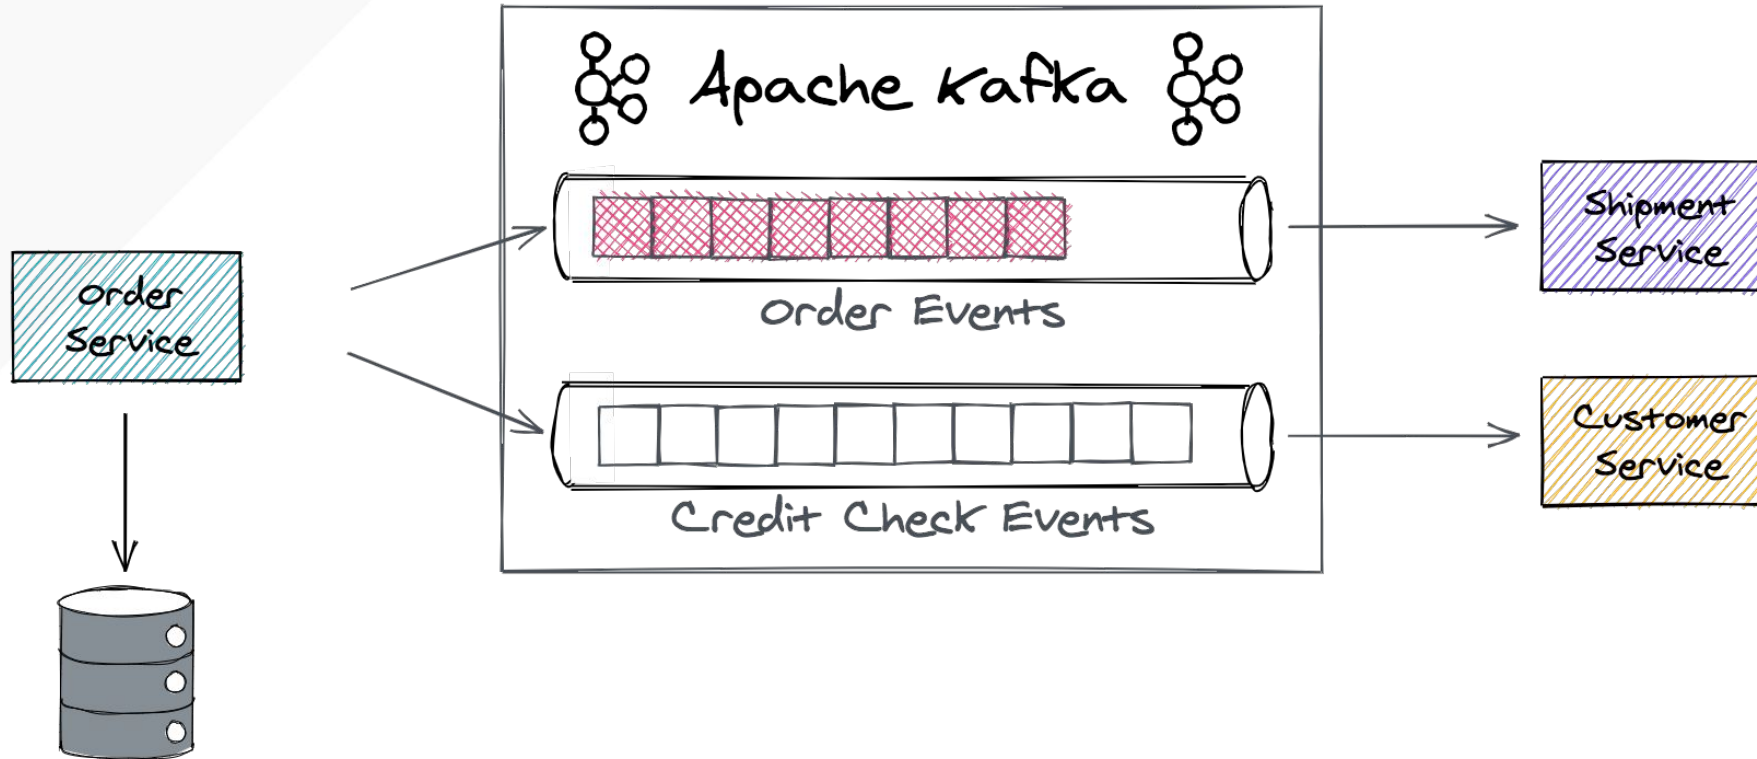 Apache Kafka
Order
Service
Order Events
Credit Check Events
Shipment
Service
Customer
Service